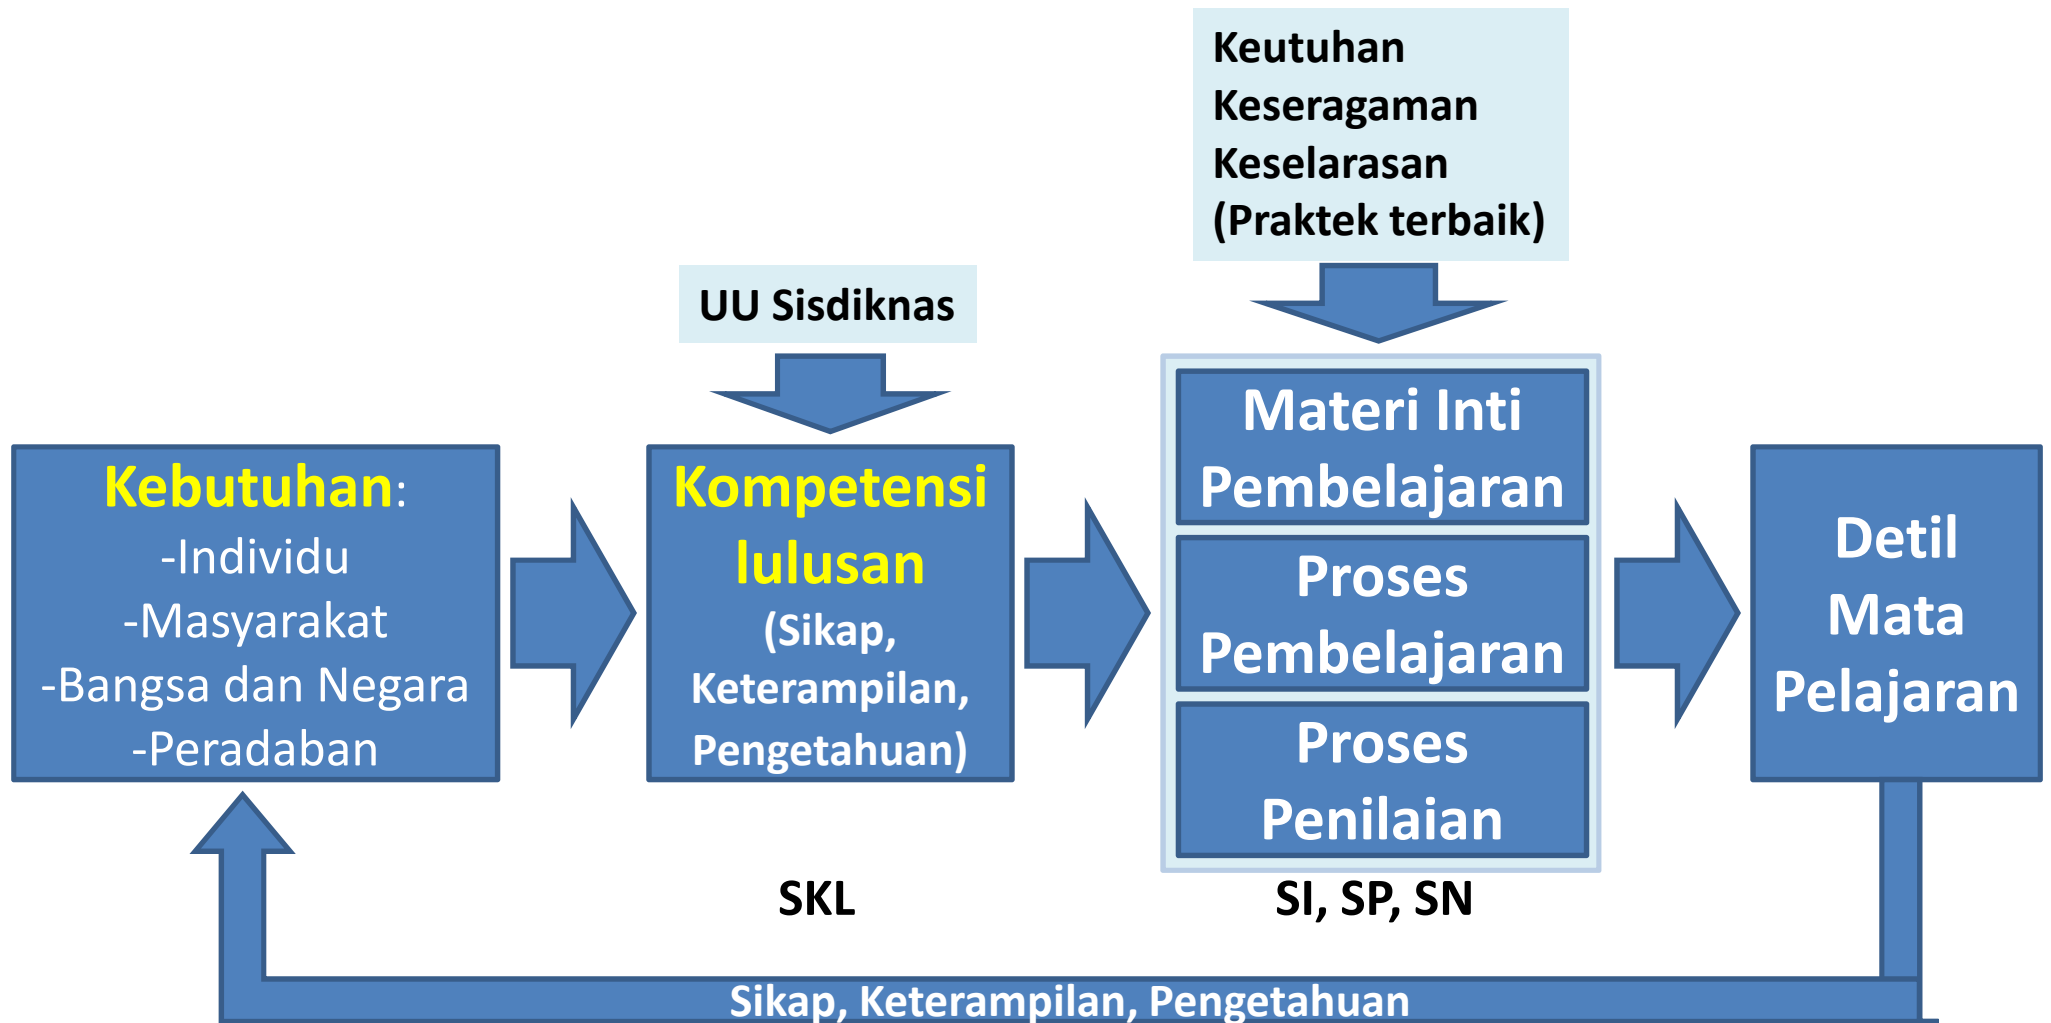 Keutuhan
Keseragaman
Keselarasan
(Praktek terbaik)
UU Sisdiknas
Kebutuhan:
-Individu
-Masyarakat
-Bangsa dan Negara
-Peradaban
Kompetensi
lulusan
(Sikap,
Keterampilan,
Pengetahuan)
Materi Inti
Pembelajaran
Proses
Pembelajaran
Proses
Penilaian
Detil
Mata
Pelajaran
SKL
SI, SP, SN
Sikap, Keterampilan, Pengetahuan